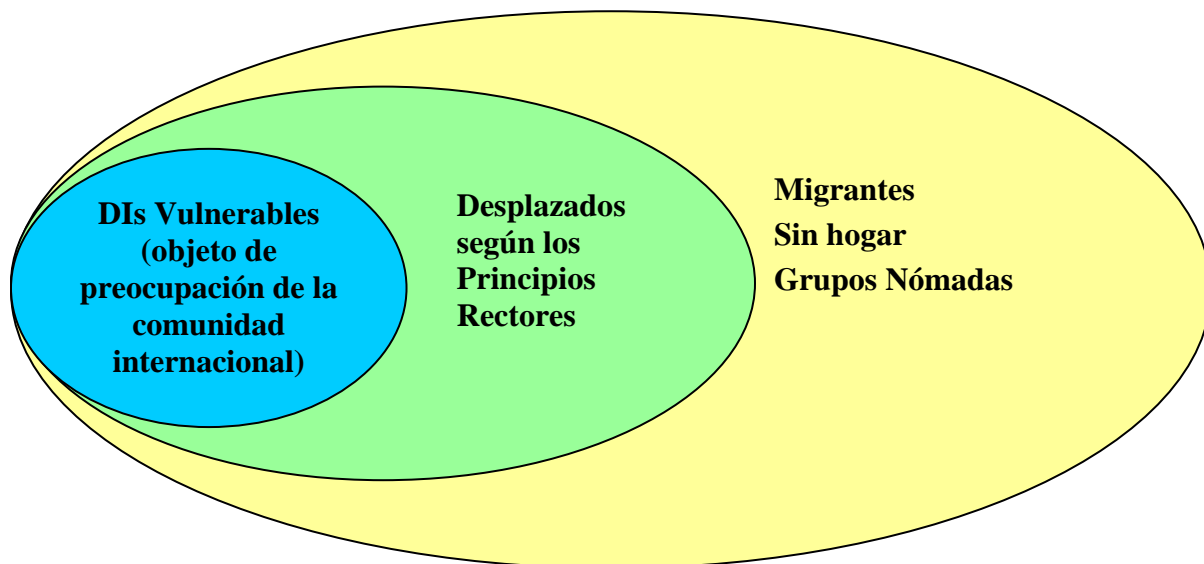 DIs Vulnerables
(objeto de
preocupación de la
comunidad
internacional)
Desplazados
según los
Principios
Rectores
Migrantes
Sin hogar
Grupos Nómadas